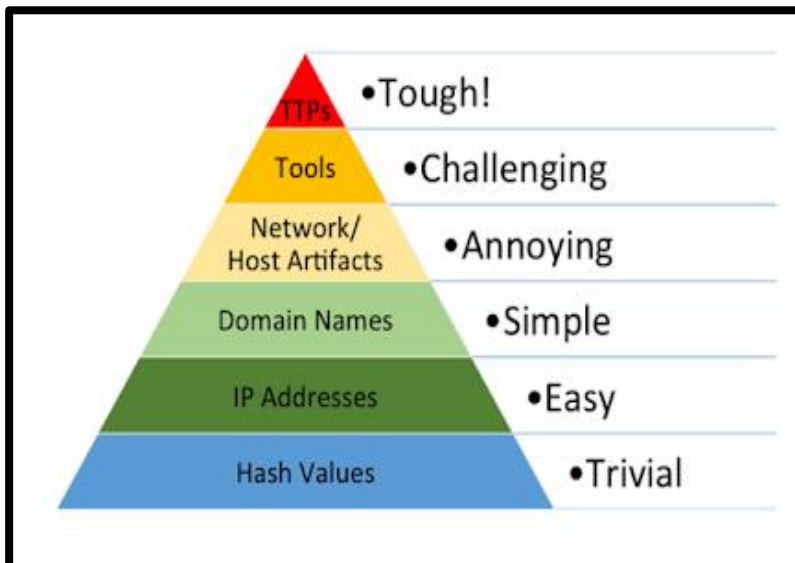 TTPs
•Tough!
Tools
•Challenging
Network/
Host Artifacts
•Annoying
Domain Names
•Simple
IP Addresses
•Easy
Hash Values
•Trivial